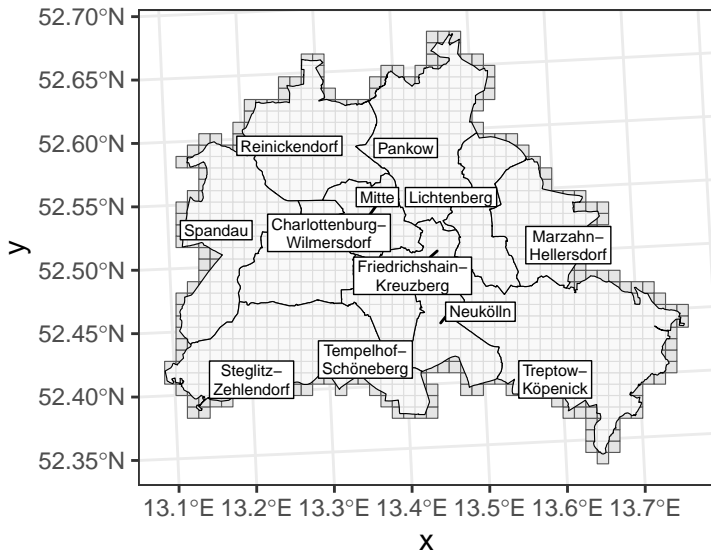 52.70°N
52.65°N
52.60°N
52.55°N
52.50°N
52.45°N
52.40°N
52.35°N
y
Reinickendorf
Pankow
Mitte
Lichtenberg
Spandau
Charlottenburg−
Wilmersdorf
Marzahn−
Hellersdorf
Friedrichshain−
Kreuzberg
Neukölln
Tempelhof−
Schöneberg
Steglitz−
Zehlendorf
Treptow−
Köpenick
13.1°E 13.2°E 13.3°E 13.4°E 13.5°E 13.6°E 13.7°E
x